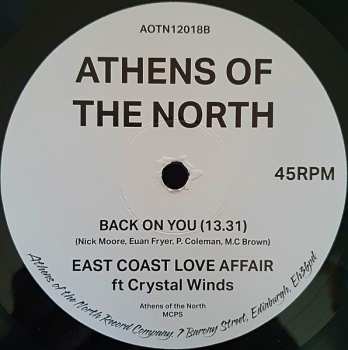 AOTN12018B
ATHENS OF
THE NORTH
45RPM
BACK ON YOU (13.31)
(Nick Moore, Euan Fryer, P. Coleman, M.C Brown)
EAST COAST LOVE AFFAIR
ft Crystal Winds
Athens of the North
MCPS
Athens of the North Record Company, 7 Barony Street, Edinburgh, Eh36pd